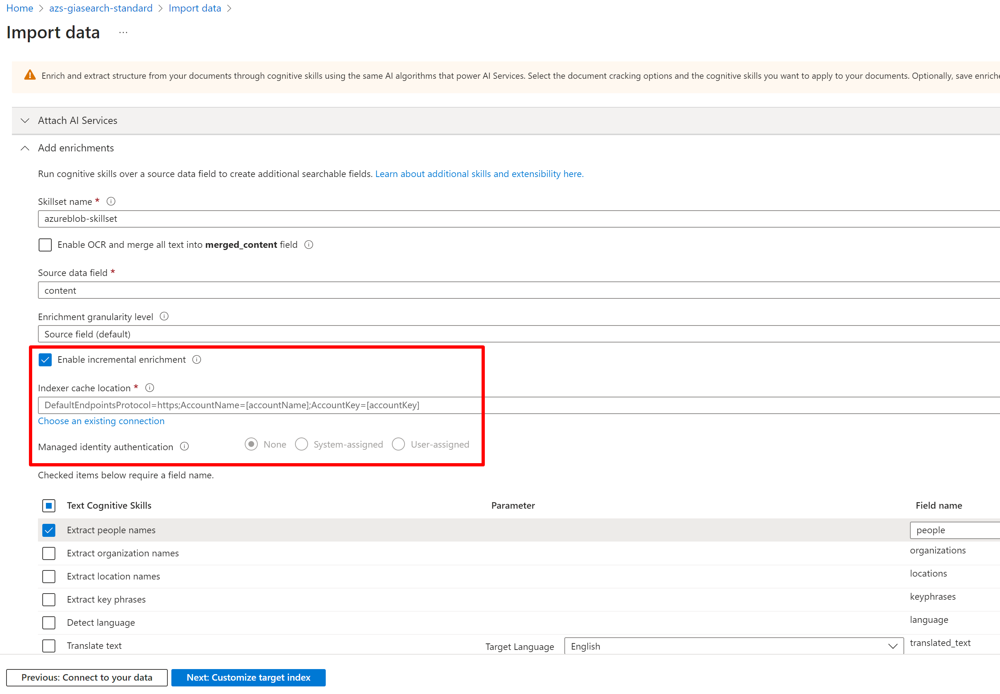 Home > azs-giasearch-standard > Import data >
Import data ...
Enrich and extract structure from your documents through cognitive skills using the same AI algorithms that power AI Services. Select the document cracking options and the cognitive skills you want to apply to your documents. Optionally, save
Attach AI Services
Add enrichments
Run cognitive skills over a source data field to create additional searchable fields. Learn about additional skills and extensibility here.
Skillset name *
azureblob-skillset
Enable OCR and merge all text into merged_content field
Source data field *
content
Enrichment granularity level
Source field (default)
Enable incremental enrichment
Indexer cache location *
DefaultEndpointsProtocol=https;AccountName=[accountName];AccountKey=[accountKey]
Choose an existing connection
Managed identity authentication None System-assigned User-assigned
Checked items below require a field name.
Text Cognitive Skills Parameter Field name
Extract people names people
Extract organization names organizations
Extract location names locations
Extract key phrases keyphrases
Detect language language
Translate text Target Language English translated_text
Previous: Connect to your data Next: Customize target index